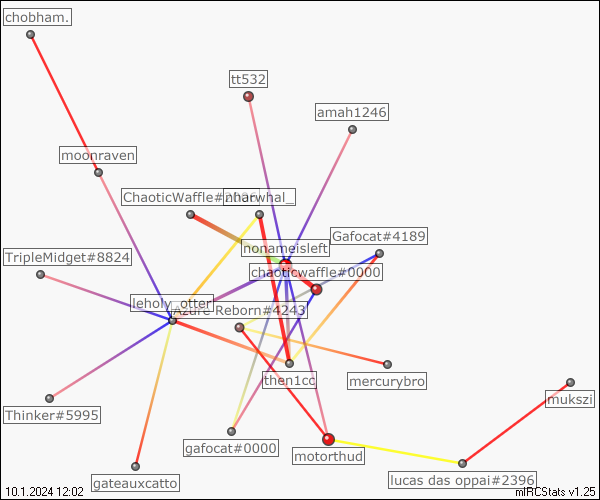 chobham.
tt532
amah1246
moonraven
ChaoticWaffle#
nharwhal_
Gafocat#4189
nonameisleft
TripleMidget#8824
chaoticwaffle#0000
leholy_otter
Azure Reborn#4243
then1cc
mercurybro
mukszi
Thinker#5995
gafocat#0000
motorthud
gateauxcatto
lucas das oppai#2396
10.1.2024 12:02
mIRCStats v1.25